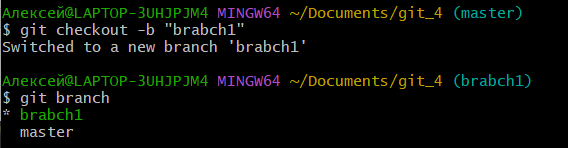 Алексей@LAPTOP-3UHJPJM4 MINGW64 ~/Documents/git_4 (master)
$ git checkout -b "brabch1"
Switched to a new branch 'brabch1'
Алексей@LAPTOP-3UHJPJM4 MINGW64 ~/Documents/git_4 (brabch1)
$ git branch
* brabch1
master